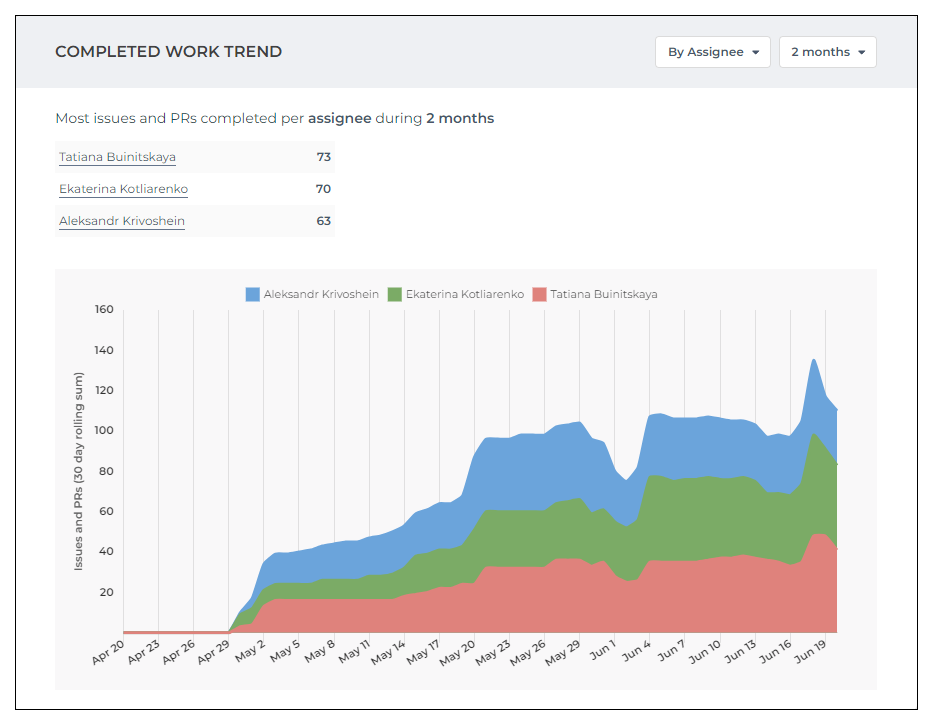 COMPLETED WORK TREND
By Assignee
2 months
Most issues and PRs completed per assignee during 2 months
Tatiana Buinitskaya 73
Ekaterina Kotliarenko 70
Aleksandr Krivoshein 63
Aleksandr Krivoshein Ekaterina Kotliarenko Tatiana Buinitskaya
Issues and PRs (30 day rolling sum)
160
140
120
100
80
60
40
20
Apr 20 Apr 23 Apr 26 Apr 29 May 2 May 5 May 8 May 11 May 14 May 17 May 20 May 23 May 26 May 29 Jun 1 Jun 4 Jun 7 Jun 10 Jun 13 Jun 16 Jun 19